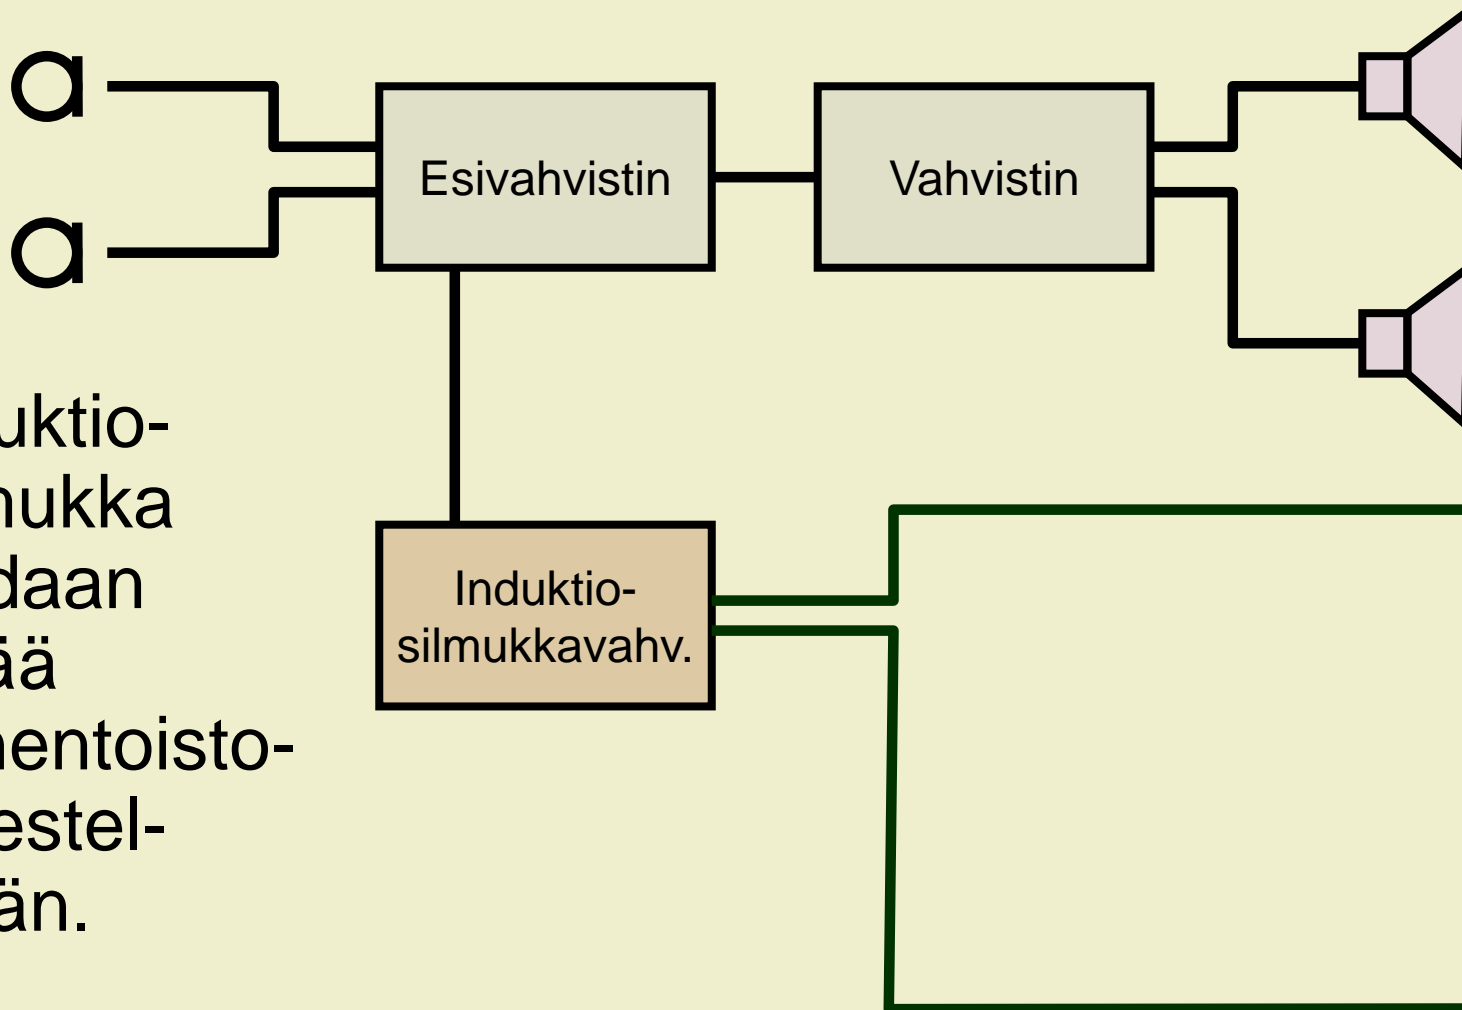 Esivahvistin
Vahvistin
uktio-
nukka
daan
ää
nentoisto-
estel-
än.
Induktio-
silmukkavahv.